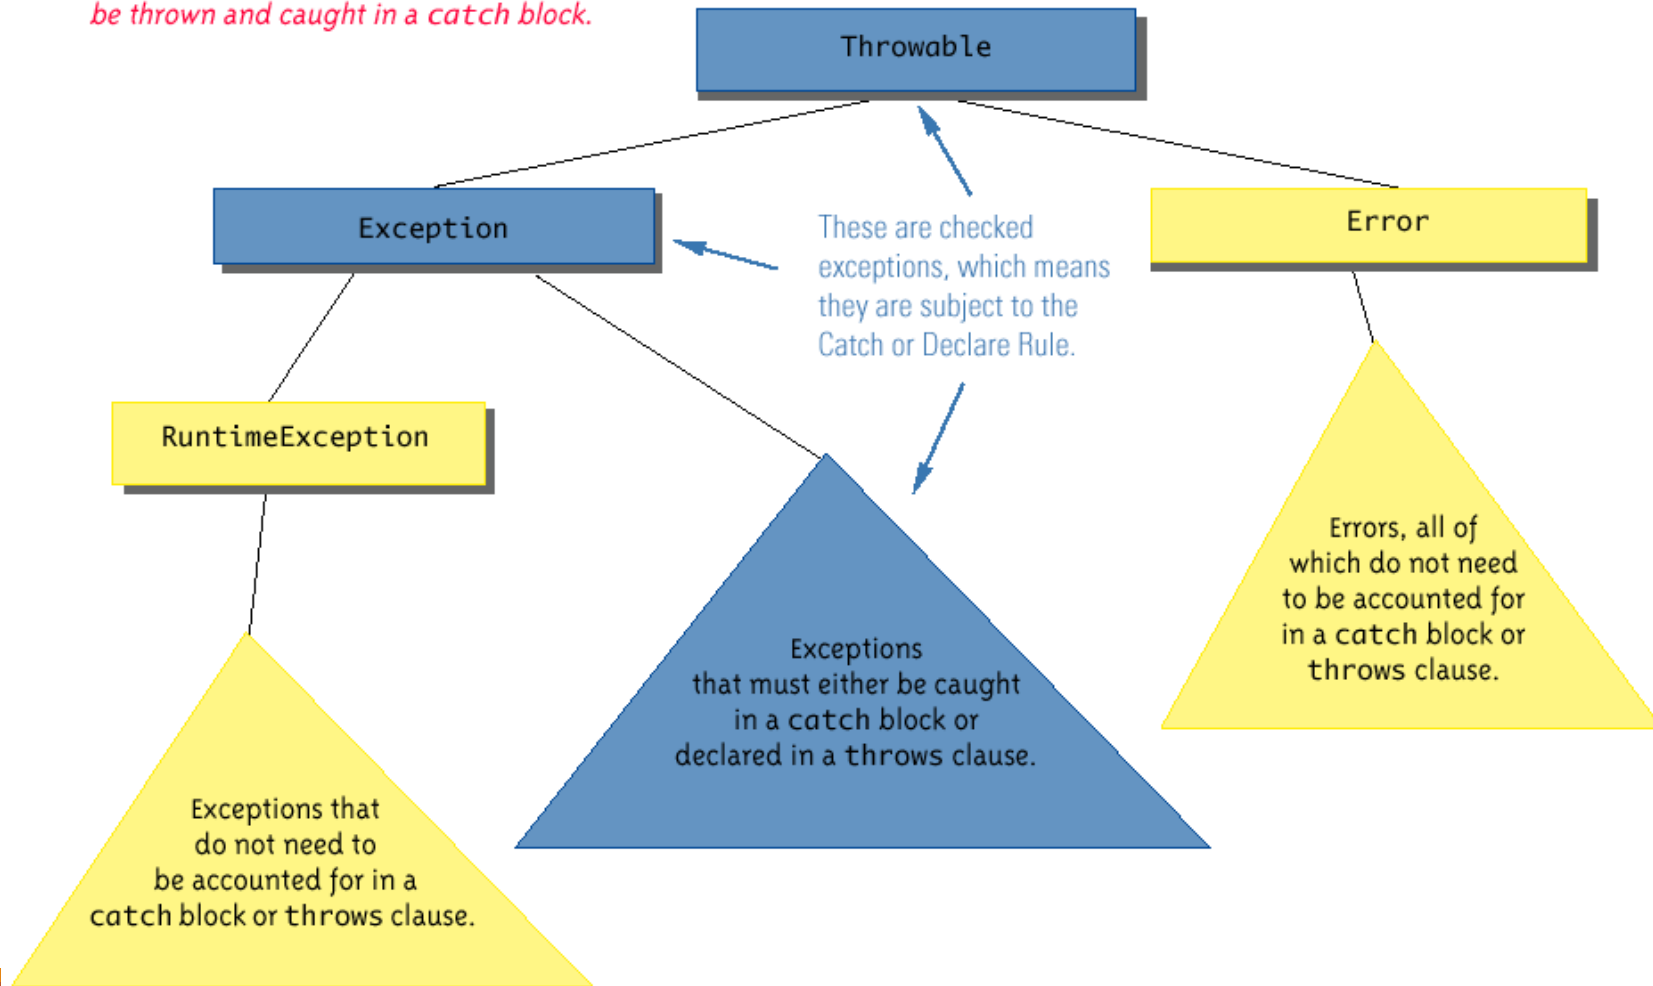 be thrown and caught in a catch block.
Throwable
Exception
These are checked
exceptions, which means
they are subject to the
Catch or Declare Rule.
Error
RuntimeException
Errors, all of
which do not need
to be accounted for
in a catch block or
throws clause.
Exceptions
that must either be caught
in a catch block or
declared in a throws clause.
Exceptions that
do not need to
be accounted for in a
catch block or throws clause.